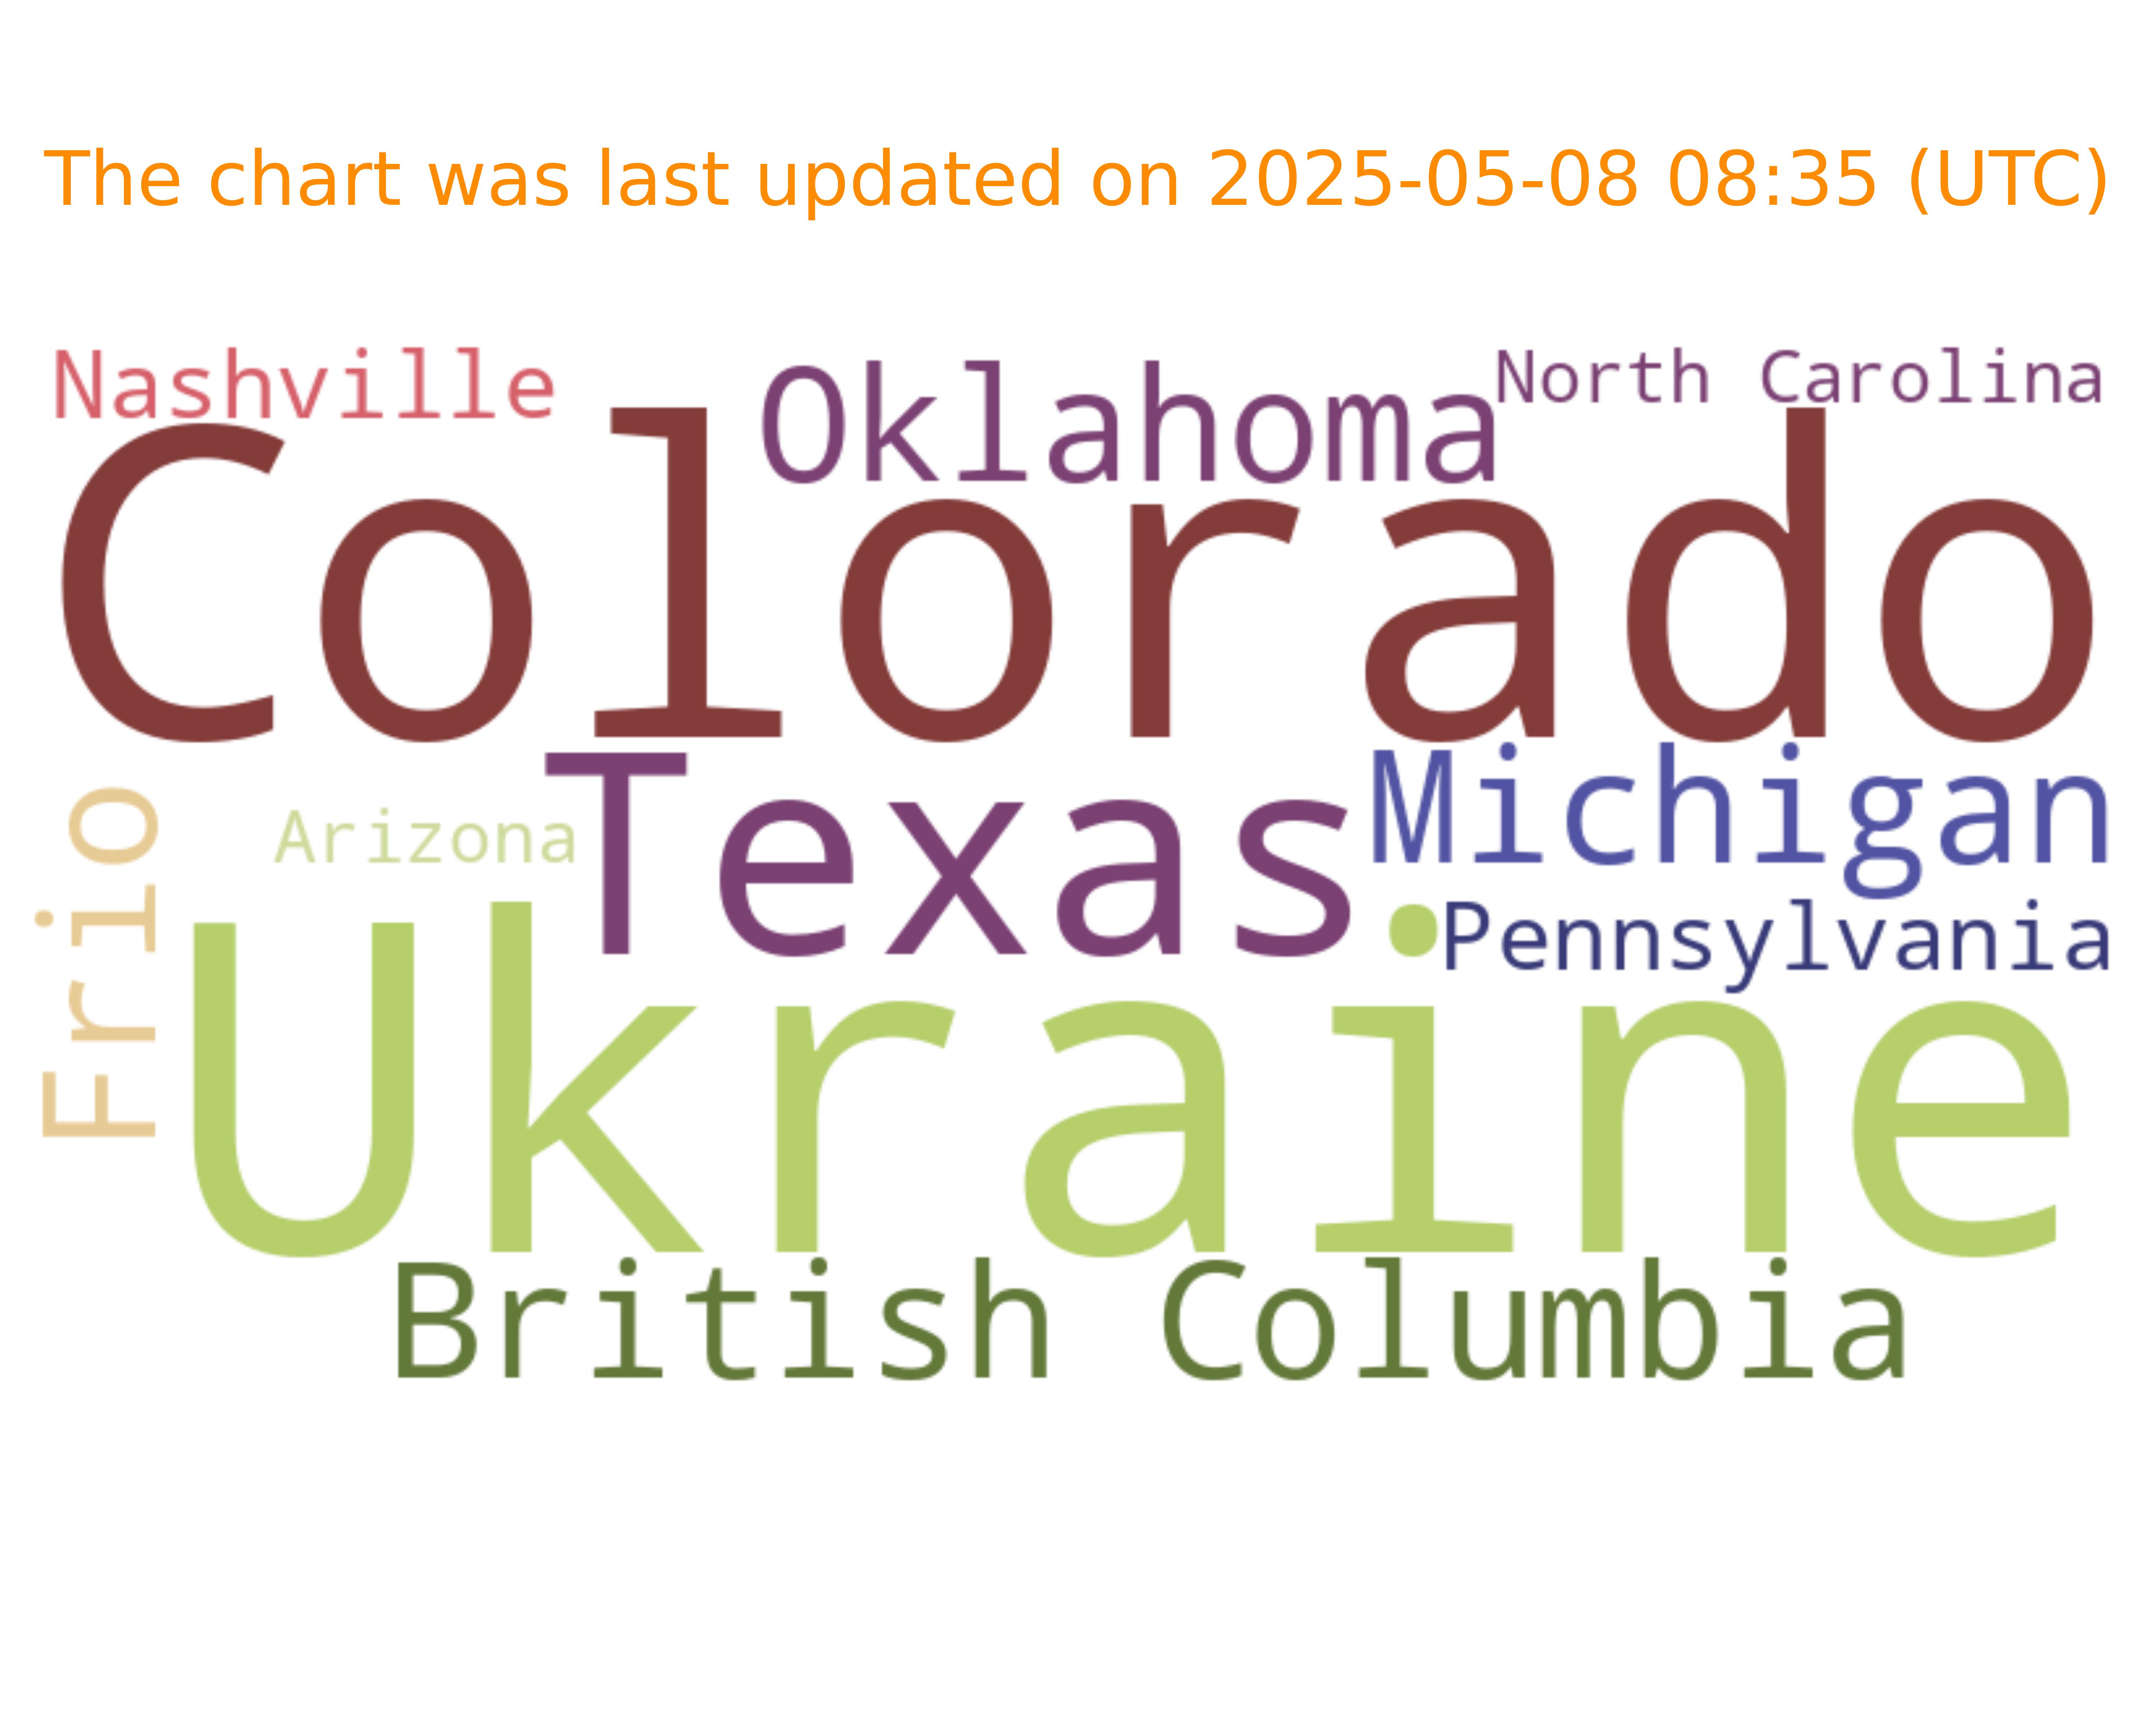 The chart was last updated on 2025-05-08 08:35 (UTC)
Nashville
Oklahoma
North Carolina
Colorado
Texas
Michigan
Arizona
Frio
Pennsylvania
Ukraine
British Columbia